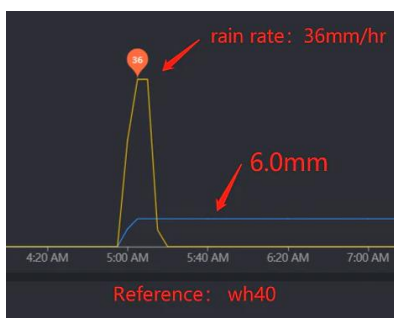 rain rate：36mm/hr
36
6.0mm
4:20 AM 5:00 AM 5:40 AM 6:20 AM 7:00 AM
Reference： wh40